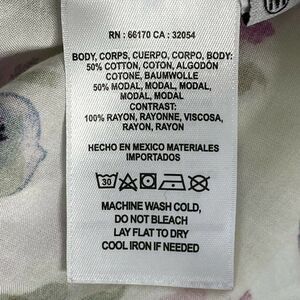 RN : 66170 CA : 32054
BODY, CORPS, CUERPO, CORPO, BODY:
50% COTTON, COTON, ALGODÓN
COTONE, BAUMWOLLE
50% MODAL, MODAL, MODAL,
MODAL, MODAL
CONTRAST:
100% RAYON, RAYONNE, VISCOSA,
RAYON, RAYON
HECHO EN MEXICO MATERIALES
IMPORTADOS
30
MACHINE WASH COLD,
DO NOT BLEACH
LAY FLAT TO DRY
COOL IRON IF NEEDED